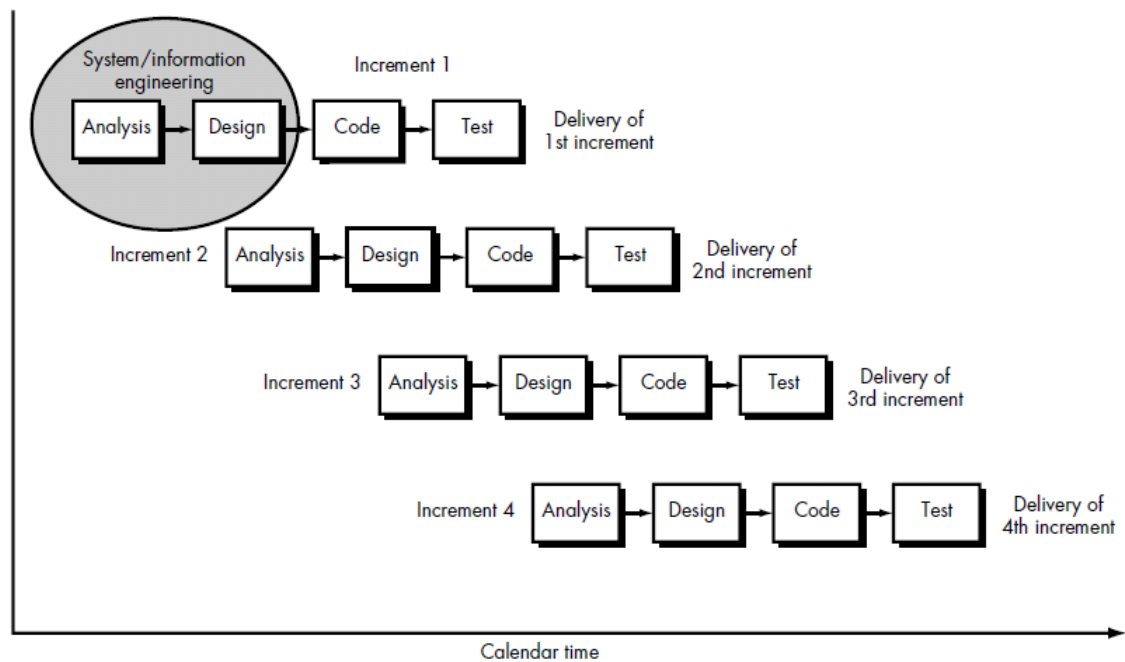 System/information
engineering
Increment 1
Analysis
Design
Code
Test
Delivery of
1st increment
Increment 2
Analysis
Design
Code
Test
Delivery of
2nd increment
Increment 3
Analysis
Design
Code
Test
Delivery of
3rd increment
Increment 4
Analysis
Design
Code
Test
Delivery of
4th increment
Calendar time